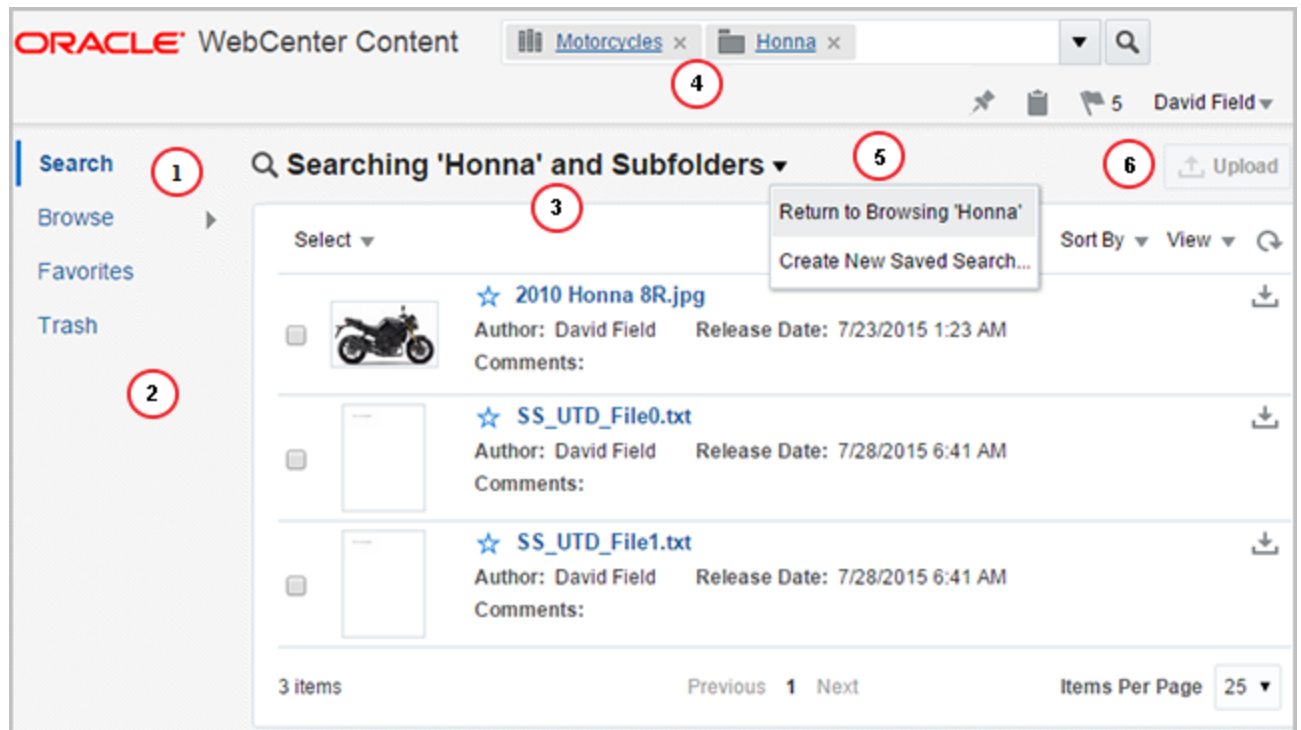 ORACLE WebCenter Content
Motorcycles × Honna ×
4
5 David Field
Search
1
Browse
Favorites
Trash
2
Searching 'Honna' and Subfolders
3
5
6
Upload
Return to Browsing 'Honna'
Create New Saved Search...
Select
Sort By View
2010 Honna 8R.jpg
Author: David Field Release Date: 7/23/2015 1:23 AM
Comments:
SS_UTD_File0.txt
Author: David Field Release Date: 7/28/2015 6:41 AM
Comments:
SS_UTD_File1.txt
Author: David Field Release Date: 7/28/2015 6:41 AM
Comments:
3 items Previous 1 Next Items Per Page 25